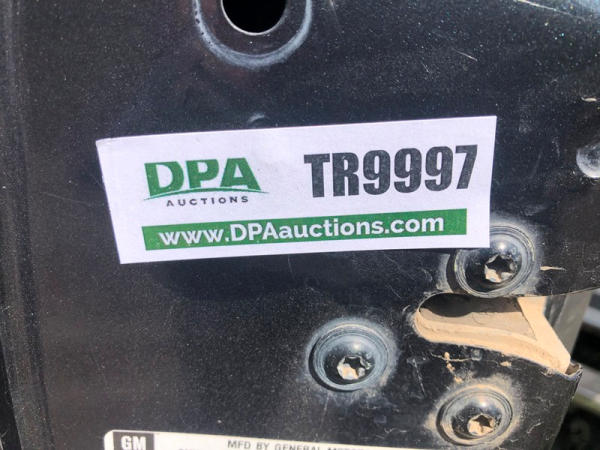 DPA
AUCTIONS
TR9997
www.DPAauctions.com
GM
MFD BY GENERAL